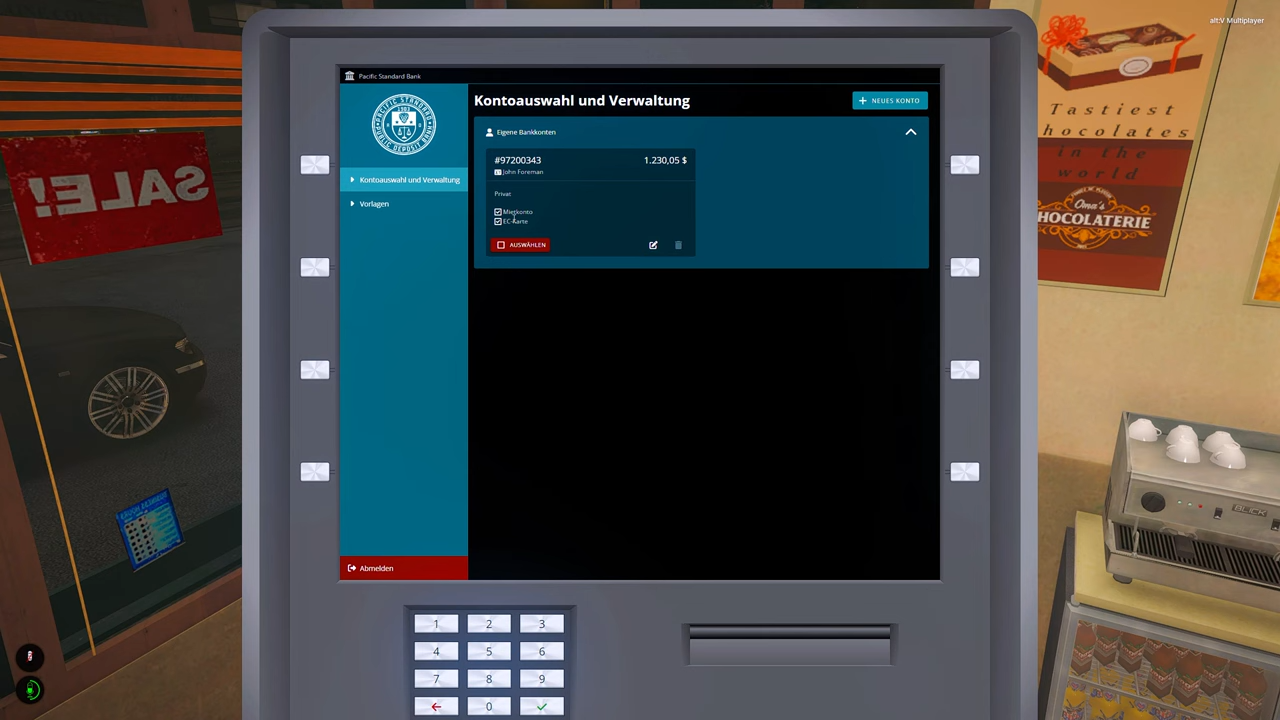 alt:V Multiplayer
SALE!
Pacific Standard Bank
Kontoauswahl und Verwaltung
NEUES KONTO
Eigene Bankkonten
#97200343 1.230,05 $
John Foreman
Privat
Mietkonto
EC-Karte
AUSWÄHLEN
Kontoauswahl und Verwaltung
Vorlagen
Abmelden
1 2 3
4 5 6
7 8 9
0
Tastiest
chocolates
in the
world
Oma's
CHOCOLATERIE